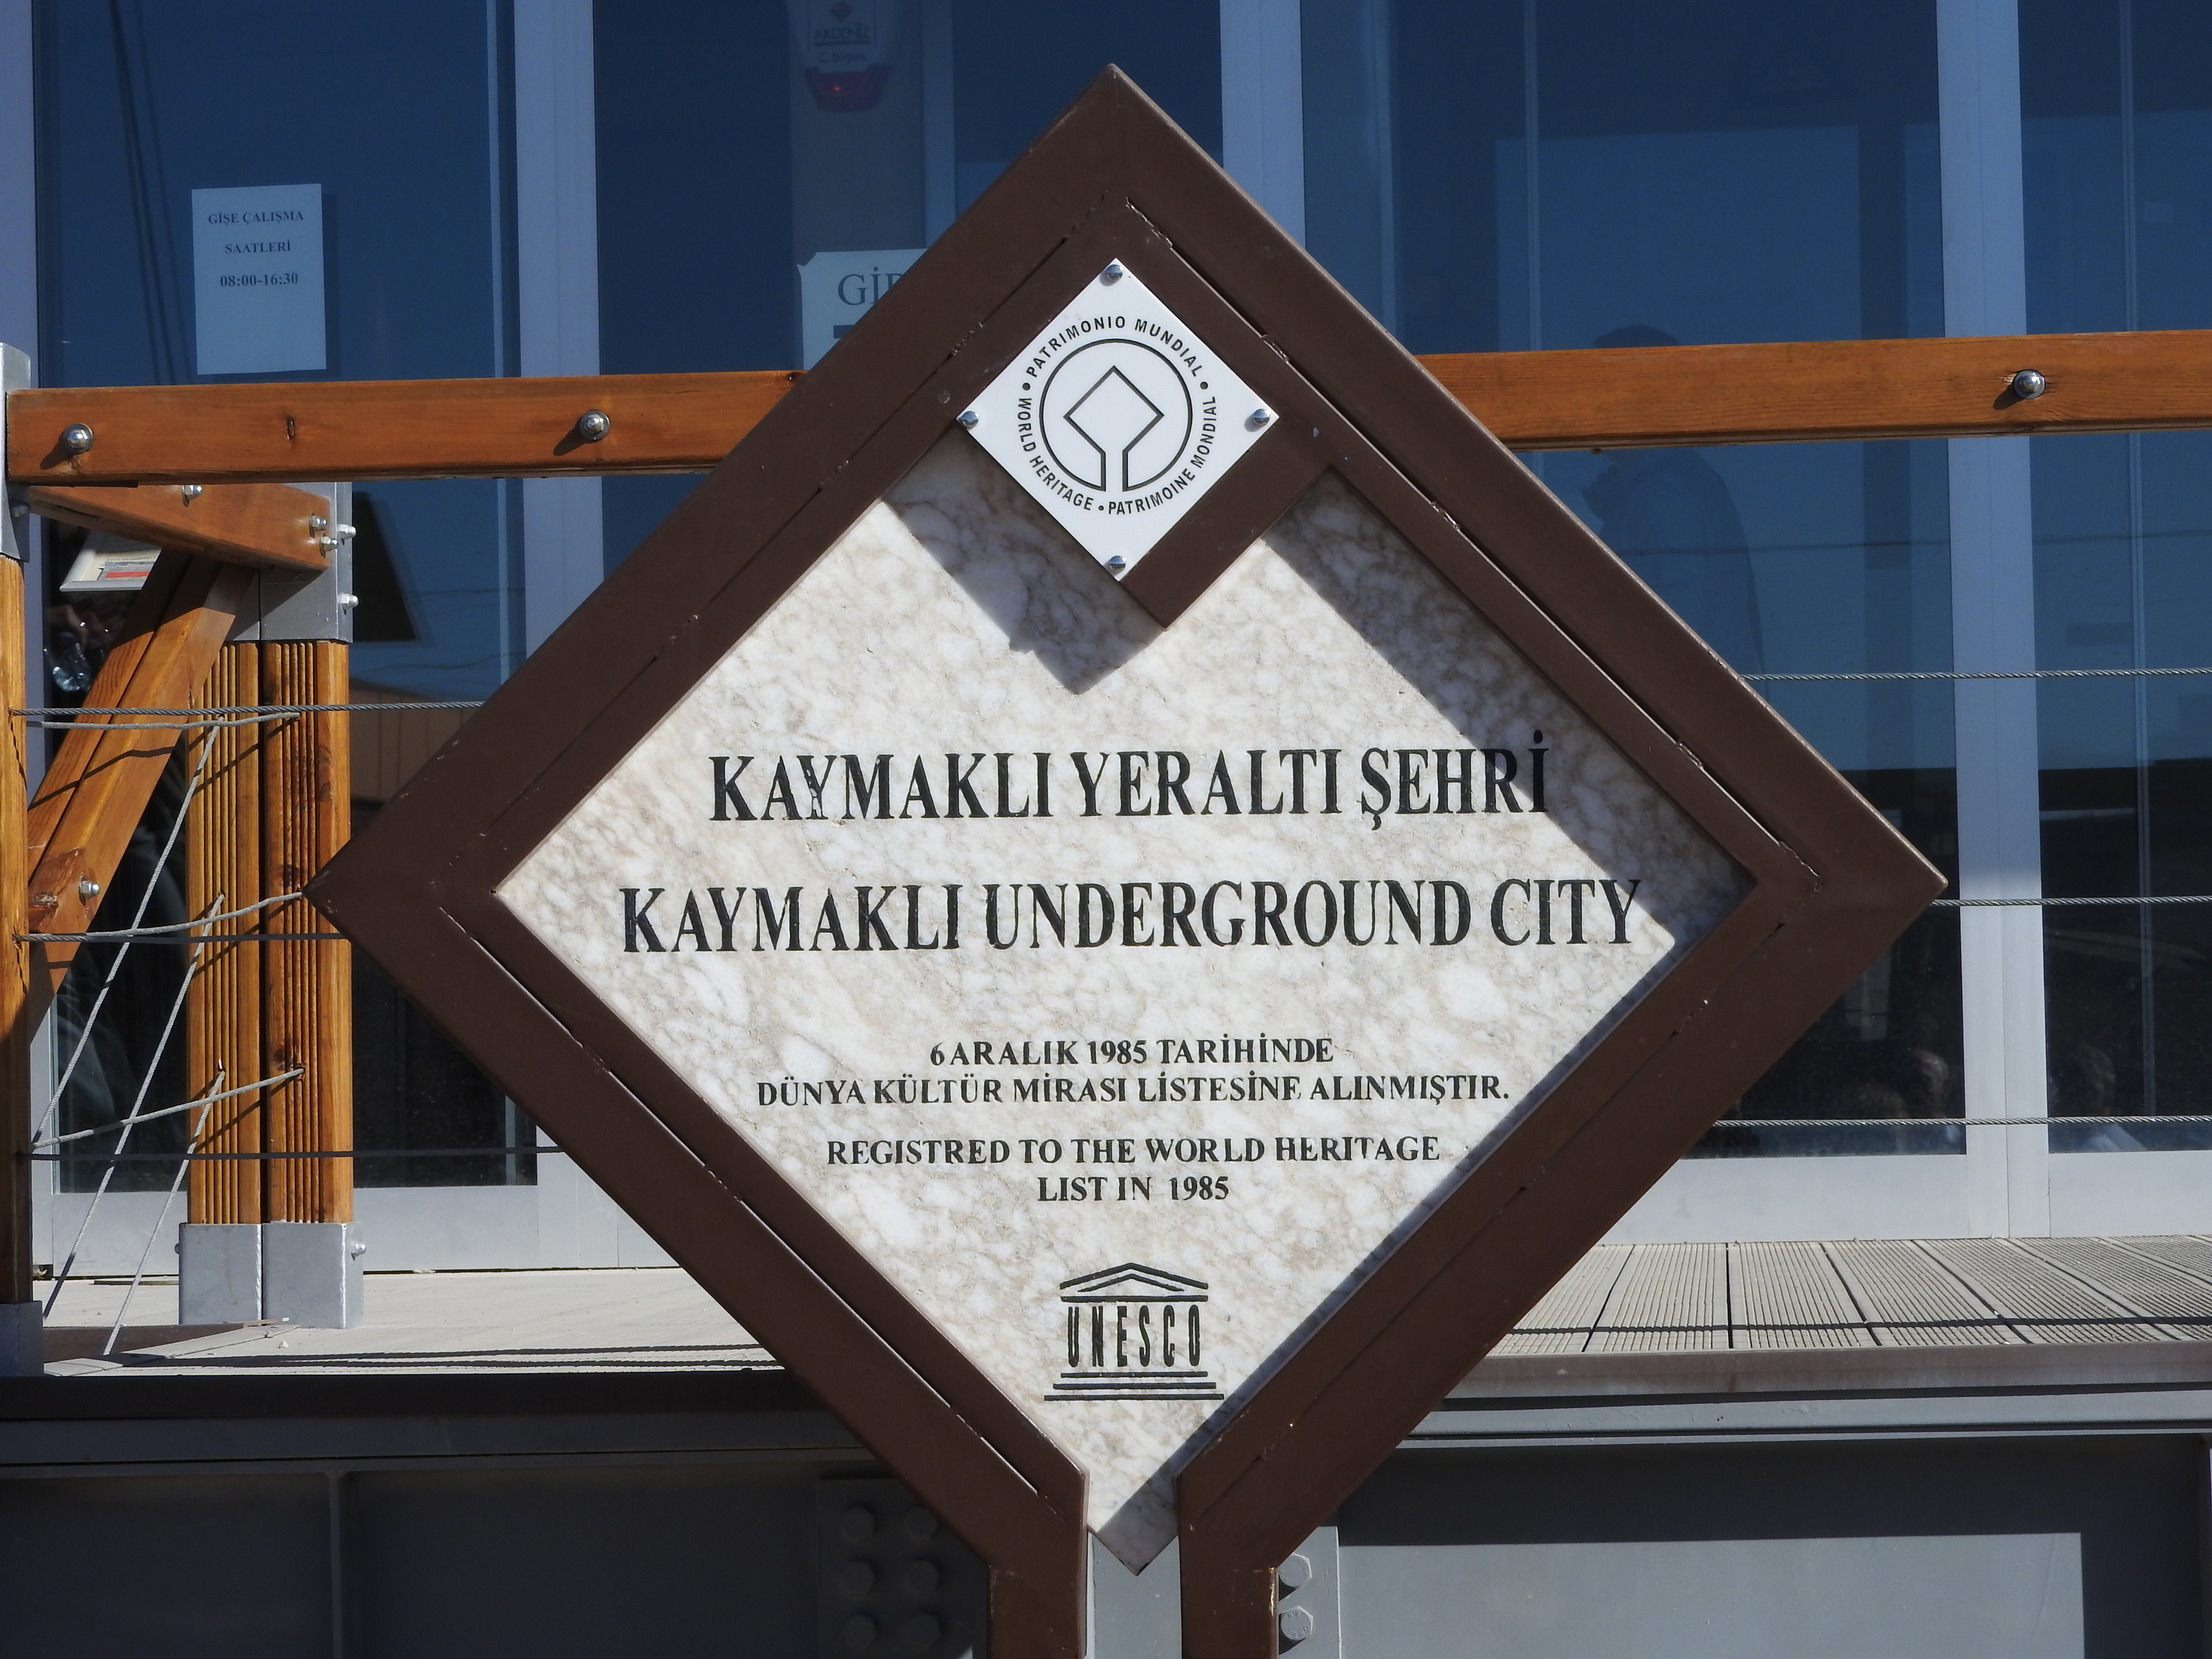 AKDENİZ
GİŞE ÇALIŞMA
SAATLERİ
08:00-16:30
PATRIMONIO MUNDIAL
• WORLD HERITAGE • PATRIMOINE MONDIAL •
KAYMAKLI YERALTI ŞEHRİ
KAYMAKLI UNDERGROUND CITY
6 ARALIK 1985 TARİHİNDE
DÜNYA KÜLTÜR MİRASI LİSTESİNE ALINMIŞTIR.
REGISTRED TO THE WORLD HERITAGE
LIST IN 1985
UNESCO